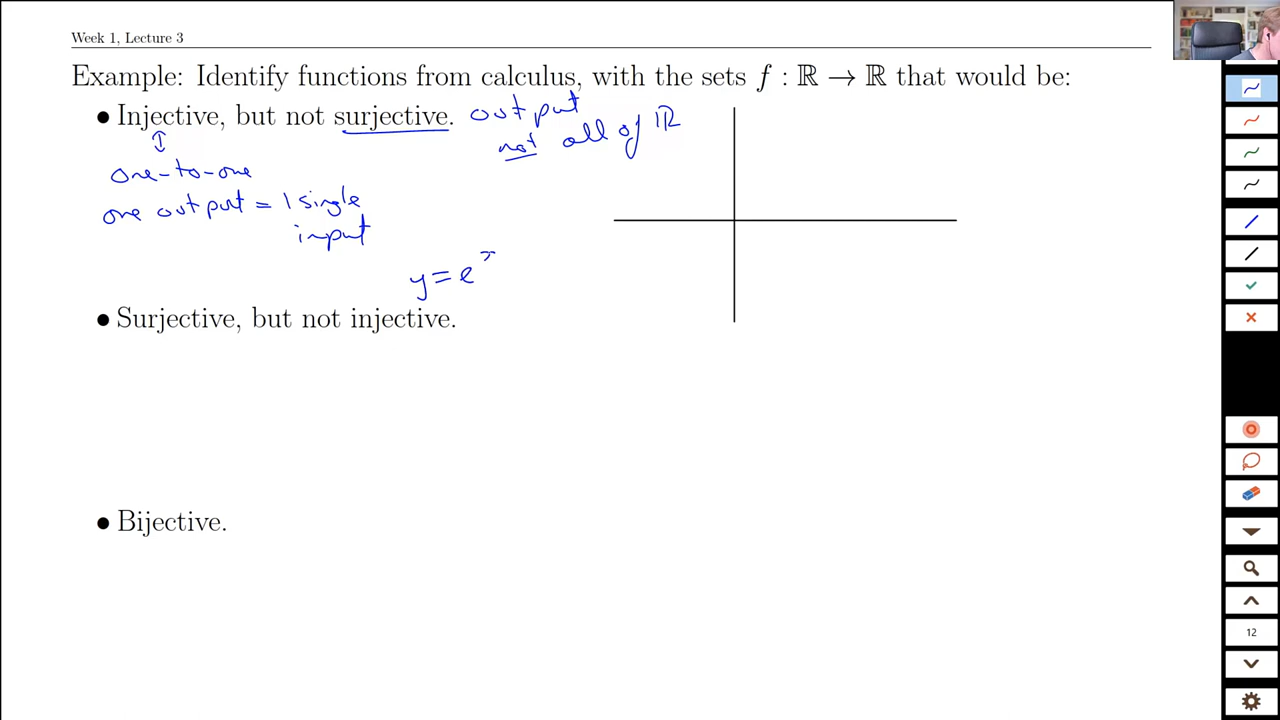 Week 1, Lecture 3
Example: Identify functions from calculus, with the sets f : ℝ → ℝ that would be:
• Injective, but not surjective.
output
not all of ℝ
↕
one-to-one
one output = 1 single
input
y = eˣ
• Surjective, but not injective.
• Bijective.
12